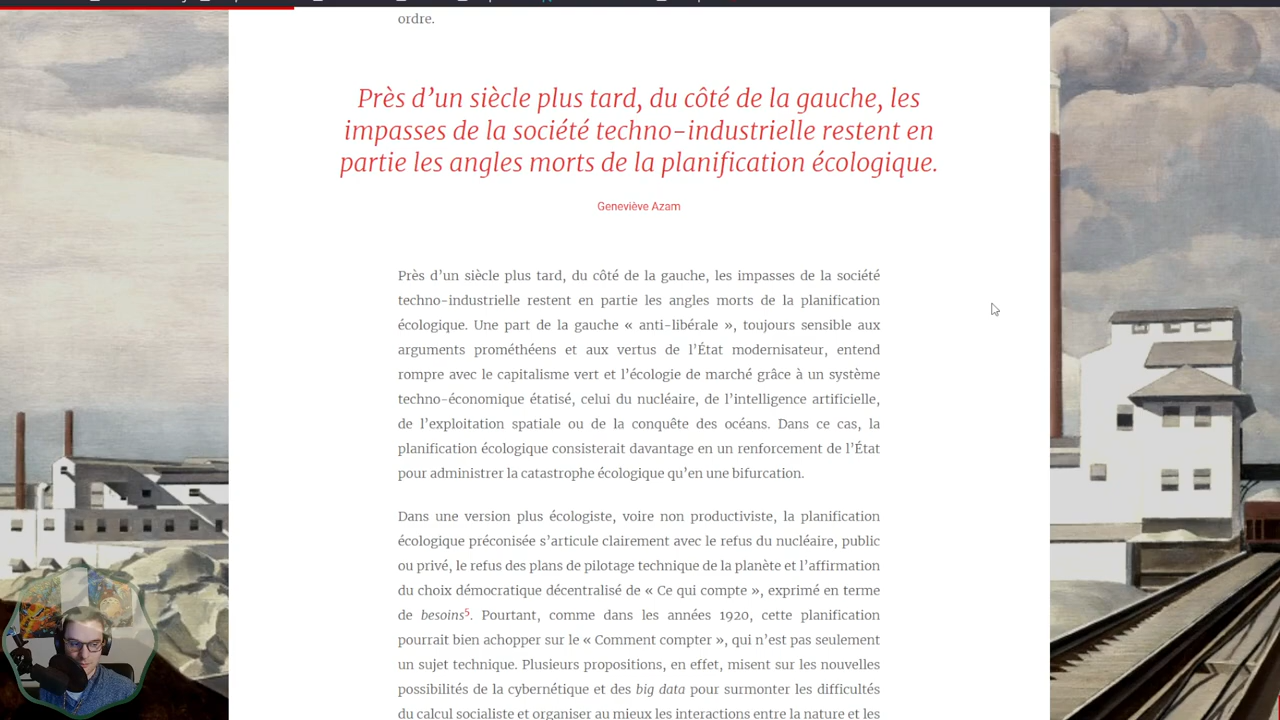 ordre.
Près d’un siècle plus tard, du côté de la gauche, les
impasses de la société techno-industrielle restent en
partie les angles morts de la planification écologique.
Geneviève Azam
Près d’un siècle plus tard, du côté de la gauche, les impasses de la société
techno-industrielle restent en partie les angles morts de la planification
écologique. Une part de la gauche « anti-libérale », toujours sensible aux
arguments prométhéens et aux vertus de l’État modernisateur, entend
rompre avec le capitalisme vert et l’écologie de marché grâce à un système
techno-économique étatisé, celui du nucléaire, de l’intelligence artificielle,
de l’exploitation spatiale ou de la conquête des océans. Dans ce cas, la
planification écologique consisterait davantage en un renforcement de l’État
pour administrer la catastrophe écologique qu’en une bifurcation.
Dans une version plus écologiste, voire non productiviste, la planification
écologique préconisée s’articule clairement avec le refus du nucléaire, public
ou privé, le refus des plans de pilotage technique de la planète et l’affirmation
du choix démocratique décentralisé de « Ce qui compte », exprimé en terme
de besoins5. Pourtant, comme dans les années 1920, cette planification
pourrait bien achopper sur le « Comment compter », qui n’est pas seulement
un sujet technique. Plusieurs propositions, en effet, misent sur les nouvelles
possibilités de la cybernétique et des big data pour surmonter les difficultés
du calcul socialiste et organiser au mieux les interactions entre la nature et les